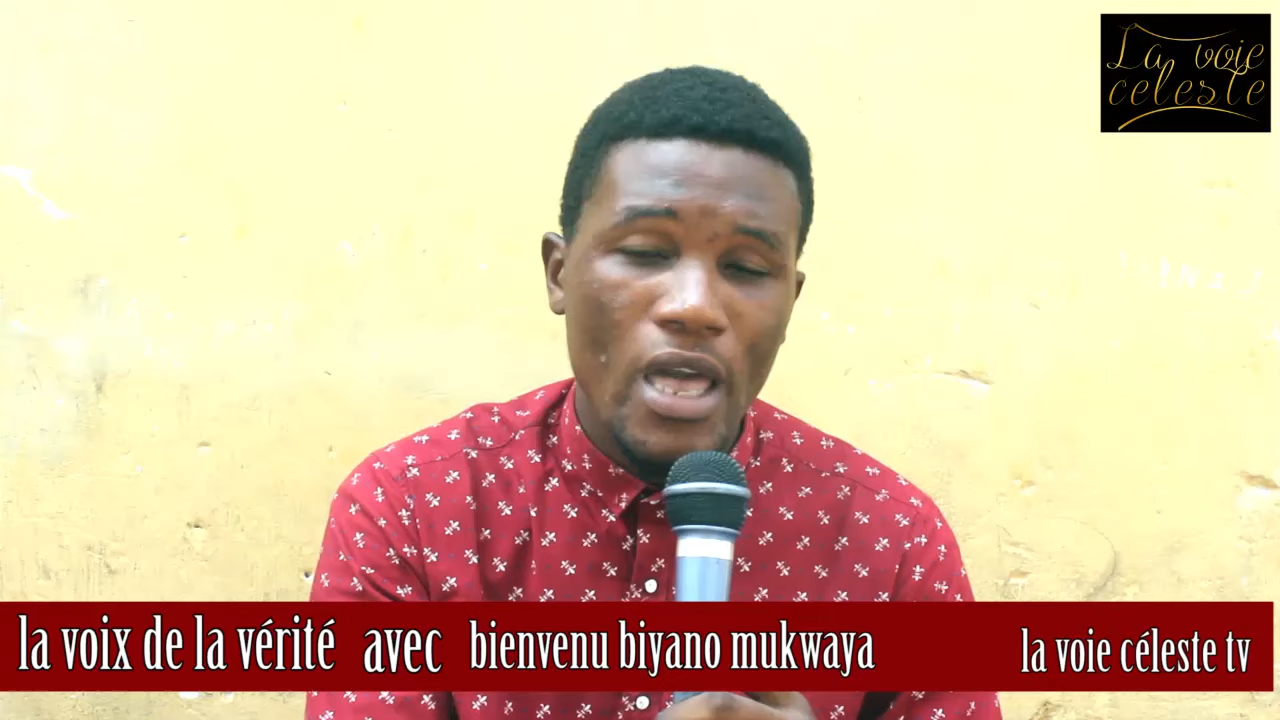 La voie
celeste
la voix de la vérité avec bienvenu biyano mukwaya la voie céleste tv